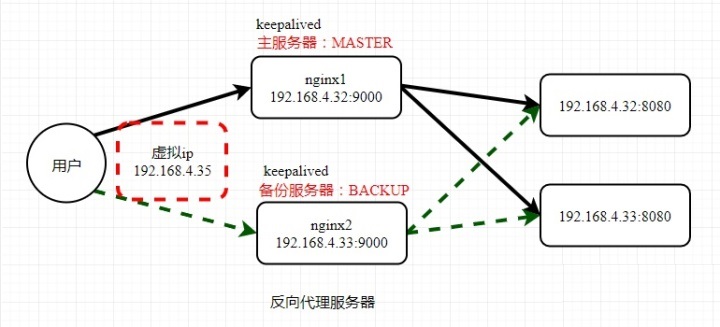 keepalived
主服务器：MASTER
nginx1
192.168.4.32:9000
192.168.4.32:8080
用户
虚拟ip
192.168.4.35
keepalived
备份服务器：BACKUP
nginx2
192.168.4.33:9000
192.168.4.33:8080
反向代理服务器